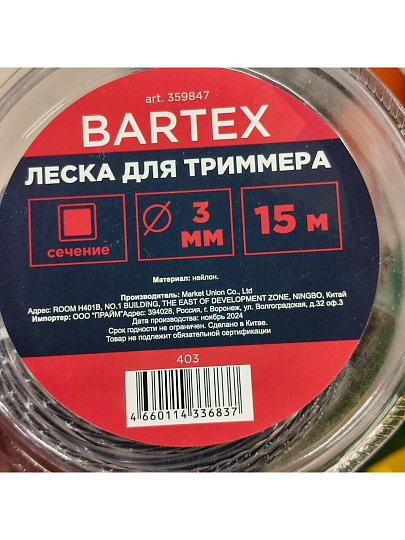 art. 359847
BARTEX
ЛЕСКА ДЛЯ ТРИММЕРА
сечение
3
мм
15 м
Материал: нейлон.
Производитель: Market Union Co., Ltd
Адрес: ROOM H401B, NO.1 BUILDING, THE EAST OF DEVELOPMENT ZONE, NINGBO, Китай
Импортер: ООО "ПРАЙМ"Адрес: 394028, Россия, г. Воронеж, ул. Волгоградская, д.32 оф.3
Дата производства: ноябрь 2024
Срок годности не ограничен. Сделано в Китае.
Товар не подлежит обязательной сертификации
403
4 660114 336837